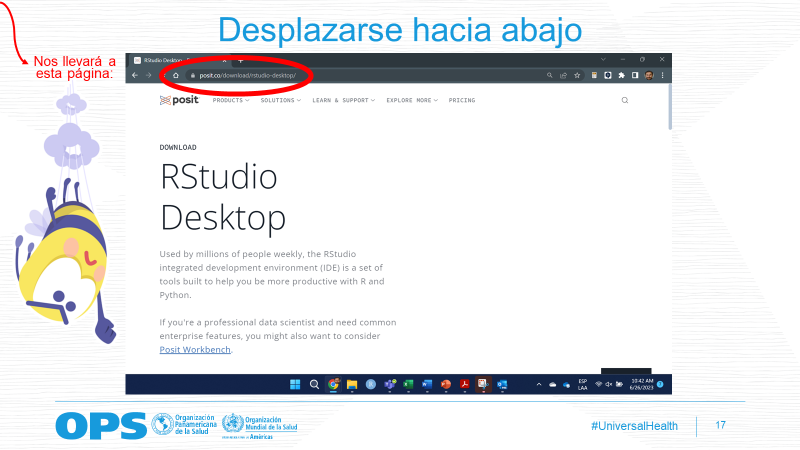 Desplazarse hacia abajo
Nos llevará a
esta página:
RStudio Desktop
posit.co/download/rstudio-desktop/
posit
PRODUCTS
SOLUTIONS
LEARN & SUPPORT
EXPLORE MORE
PRICING
DOWNLOAD
RStudio
Desktop
Used by millions of people weekly, the RStudio
integrated development environment (IDE) is a set of
tools built to help you be more productive with R and
Python.
If you're a professional data scientist and need common
enterprise features, you might also want to consider
Posit Workbench.
ESP
LAA
10:42 AM
6/26/2023
OPS
Organización
Panamericana
de la Salud
Organización
Mundial de la Salud
Américas
#UniversalHealth
17